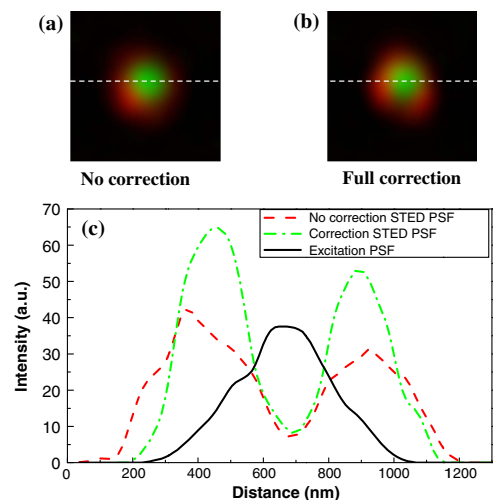 (a)
(b)
No correction
Full correction
(c)
No correction STED PSF
Correction STED PSF
Excitation PSF
Intensity (a.u.)
70
60
50
40
30
20
10
0
0 200 400 600 800 1000 1200
Distance (nm)